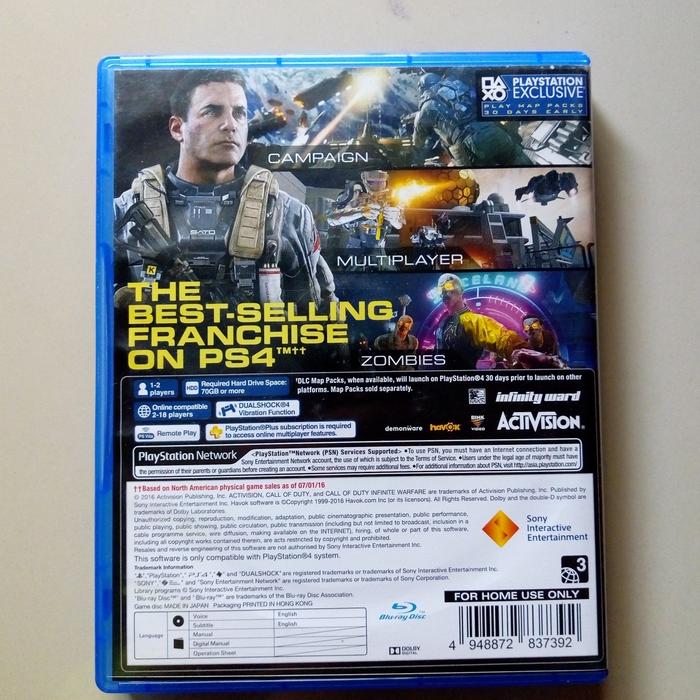 PLAYSTATION
EXCLUSIVE
PLAY MAP PACKS
30 DAYS EARLY
CAMPAIGN
SATO
MULTIPLAYER
THE
BEST-SELLING
FRANCHISE
ON PS4™††
ZOMBIES
1-2
players
HDD
Required Hard Drive Space:
70GB or more
†DLC Map Packs, when available, will launch on PlayStation®4 30 days prior to launch on other
platforms. Map Packs sold separately.
Online compatible
2-18 players
DUALSHOCK®4
Vibration Function
infinity ward
PS Vita
Remote Play
PlayStation®Plus subscription is required
to access online multiplayer features.
demonware
havok
BINK
VIDEO
ACTIVISION®
PlayStation Network
<PlayStation™Network (PSN) Services Supported> •To use PSN, you must have an Internet connection and have a
Sony Entertainment Network account, the use of which is subject to the Terms of Service. •Users under the legal age of majority must have
the permission of their parents or guardians before creating an account. •Some services may require additional fees. •For additional information about PSN, visit http://asia.playstation.com/
††Based on North American physical game sales as of 07/01/16
© 2016 Activision Publishing, Inc. ACTIVISION, CALL OF DUTY, and CALL OF DUTY INFINITE WARFARE are trademarks of Activision Publishing, Inc. Published by
Sony Interactive Entertainment Inc. Havok software is ©Copyright 1999-2016 Havok.com Inc (or its licensors). All Rights Reserved. Dolby and the double-D symbol are
trademarks of Dolby Laboratories.
Unauthorized copying, reproduction, modification, adaptation, public cinematographic presentation, public performance,
public playing, public showing, public circulation, public transmission (including but not limited to broadcast, inclusion in a
cable programme service, wire diffusion, making available on the INTERNET), hiring, of whole or part of this software,
including all copyright works contained therein, are acts restricted by copyright and prohibited.
Resales and reverse engineering of this software are not authorised by Sony Interactive Entertainment Inc.
This software is only compatible with PlayStation®4 system.
Sony
Interactive
Entertainment
Trademark Information
"PlayStation", and "DUALSHOCK" are registered trademarks or trademarks of Sony Interactive Entertainment Inc.
"SONY", and "Sony Entertainment Network" are registered trademarks or trademarks of Sony Corporation.
Library programs © Sony Interactive Entertainment Inc.
"Blu-ray Disc™" and "Blu-ray™" are trademarks of the Blu-ray Disc Association.
Game disc MADE IN JAPAN Packaging PRINTED IN HONG KONG
3
FOR HOME USE ONLY
Language
Voice English
Subtitle English
Manual
Digital Manual
Operation Sheet
Blu-ray Disc™
DOLBY
DIGITAL
4 948872 837392